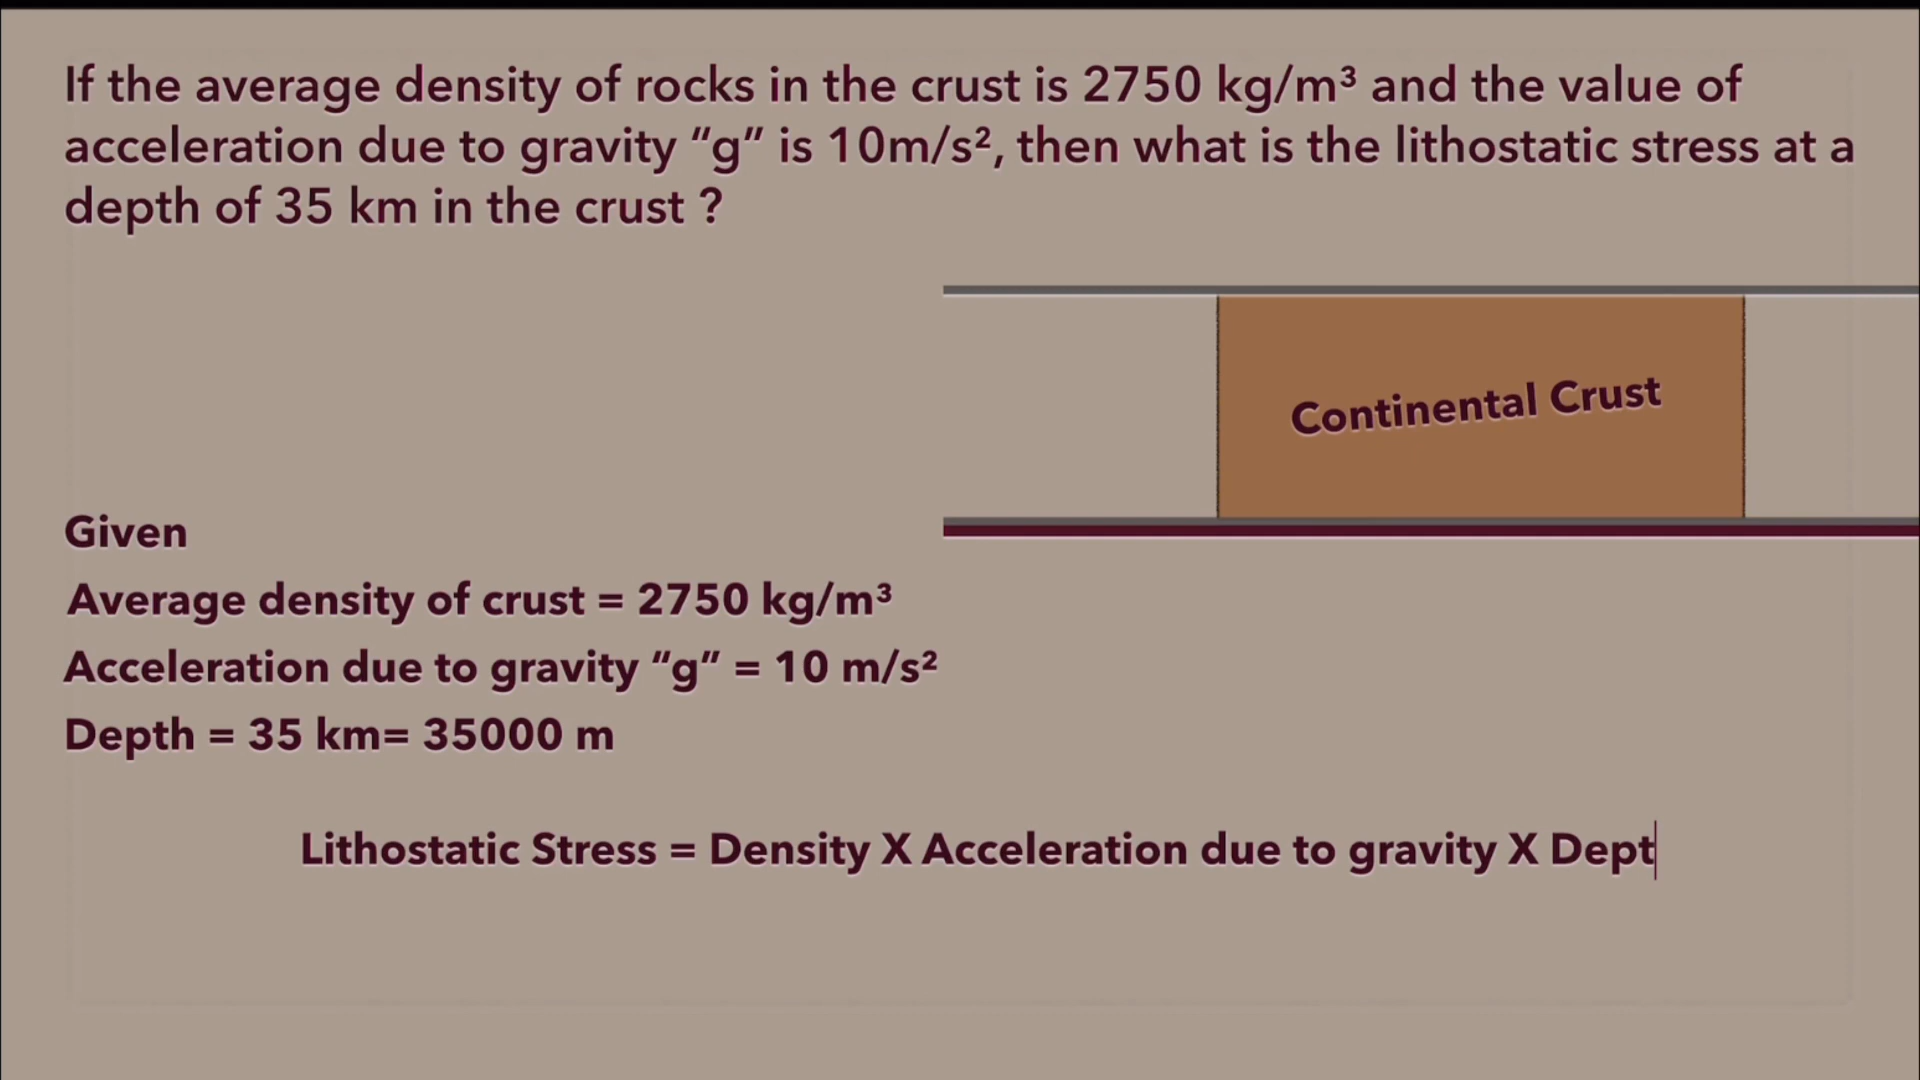 If the average density of rocks in the crust is 2750 kg/m³ and the value of
acceleration due to gravity “g” is 10m/s², then what is the lithostatic stress at a
depth of 35 km in the crust ?
Continental Crust
Given
Average density of crust = 2750 kg/m³
Acceleration due to gravity “g” = 10 m/s²
Depth = 35 km= 35000 m
Lithostatic Stress = Density X Acceleration due to gravity X Dept